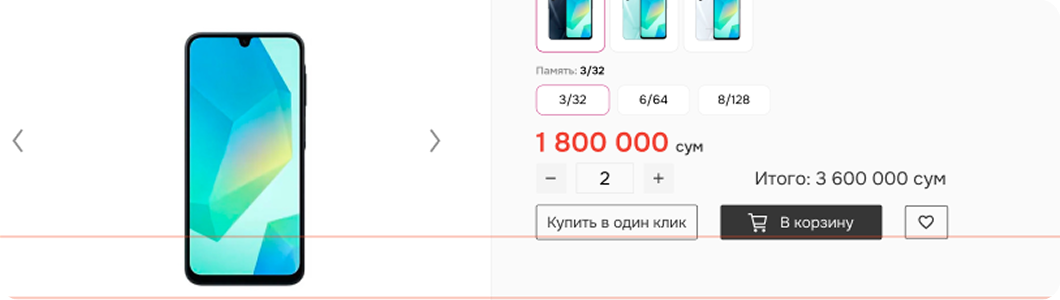 Память: 3/32
3/32 6/64 8/128
1 800 000 сум
− 2 + Итого: 3 600 000 сум
Купить в один клик В корзину